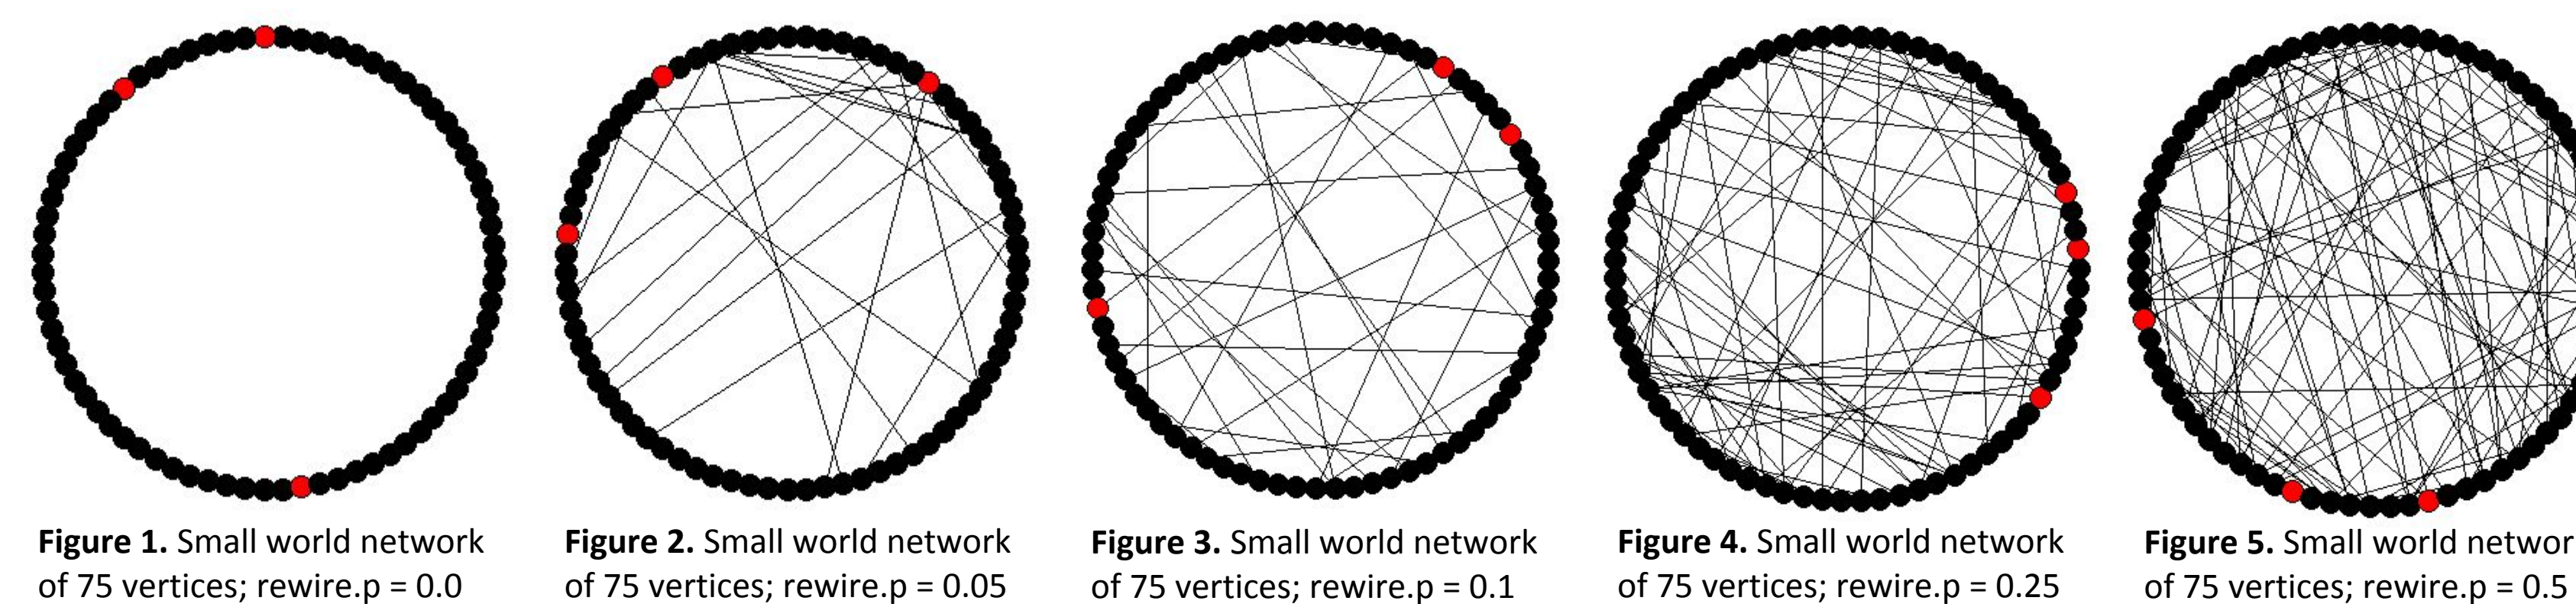 Figure 1. Small world network
of 75 vertices; rewire.p = 0.0
Figure 2. Small world network
of 75 vertices; rewire.p = 0.05
Figure 3. Small world network
of 75 vertices; rewire.p = 0.1
Figure 4. Small world network
of 75 vertices; rewire.p = 0.25
Figure 5. Small world networ
of 75 vertices; rewire.p = 0.5